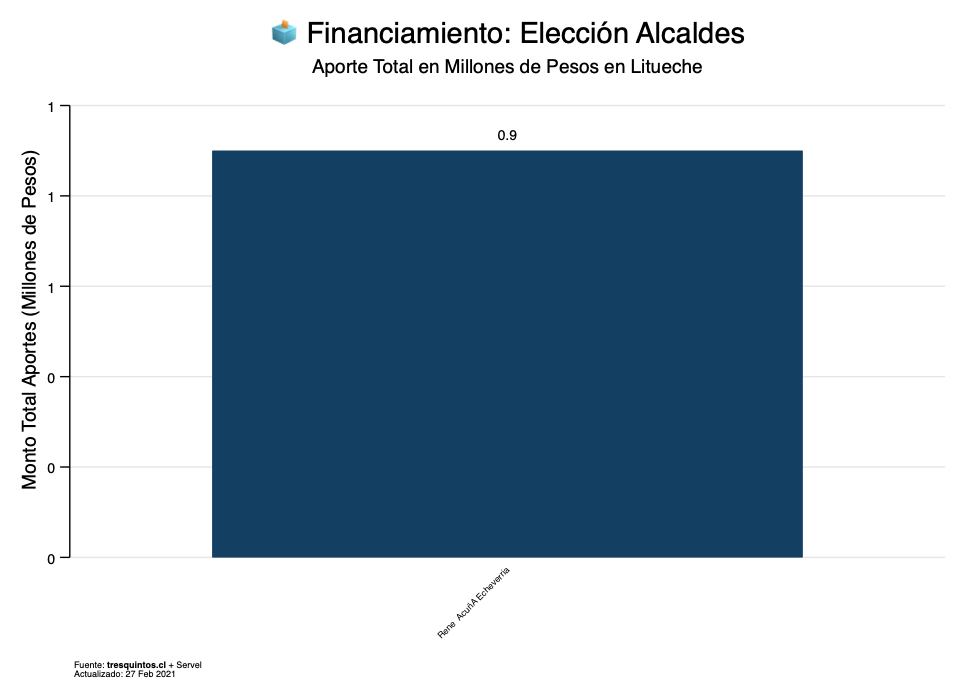 Financiamiento: Elección Alcaldes
Aporte Total en Millones de Pesos en Litueche
Monto Total Aportes (Millones de Pesos)
1
1
1
0
0
0
0.9
Rene AcuñA Echeverria
Fuente: tresquintos.cl + Servel
Actualizado: 27 Feb 2021